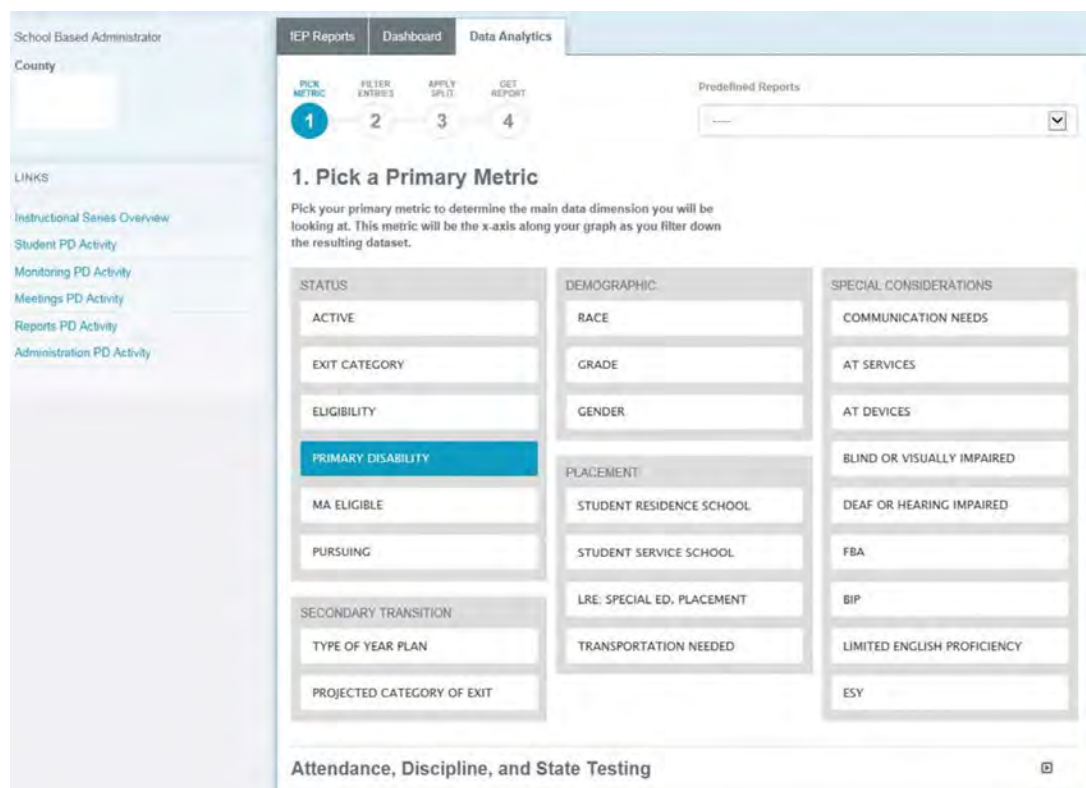 School Based Administrator
County
LINKS
Instructional Series Overview
Student PD Activity
Monitoring PD Activity
Meetings PD Activity
Reports PD Activity
Administration PD Activity
IEP Reports
Dashboard
Data Analytics
PICK METRIC
1
FILTER ENTRIES
2
APPLY SPLIT
3
GET REPORT
4
Predefined Reports
----
1. Pick a Primary Metric
Pick your primary metric to determine the main data dimension you will be
looking at. This metric will be the x-axis along your graph as you filter down
the resulting dataset.
STATUS
ACTIVE
EXIT CATEGORY
ELIGIBILITY
PRIMARY DISABILITY
MA ELIGIBLE
PURSUING
SECONDARY TRANSITION
TYPE OF YEAR PLAN
PROJECTED CATEGORY OF EXIT
DEMOGRAPHIC
RACE
GRADE
GENDER
PLACEMENT
STUDENT RESIDENCE SCHOOL
STUDENT SERVICE SCHOOL
LRE: SPECIAL ED. PLACEMENT
TRANSPORTATION NEEDED
SPECIAL CONSIDERATIONS
COMMUNICATION NEEDS
AT SERVICES
AT DEVICES
BLIND OR VISUALLY IMPAIRED
DEAF OR HEARING IMPAIRED
FBA
BIP
LIMITED ENGLISH PROFICIENCY
ESY
Attendance, Discipline, and State Testing